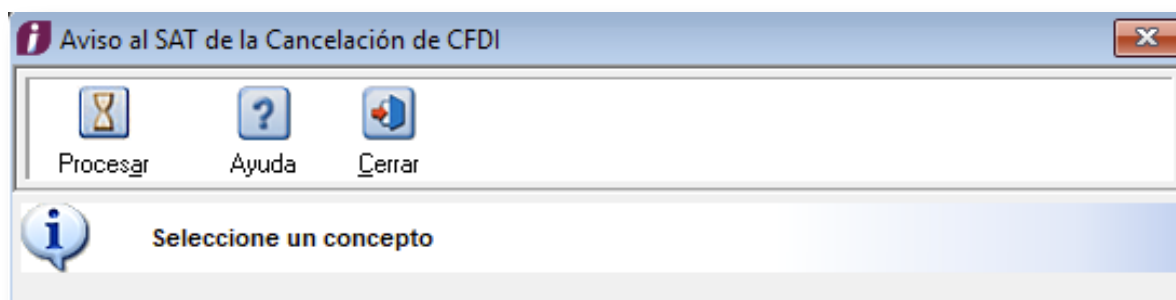 Aviso al SAT de la Cancelación de CFDI
Procesar Ayuda Cerrar
Seleccione un concepto